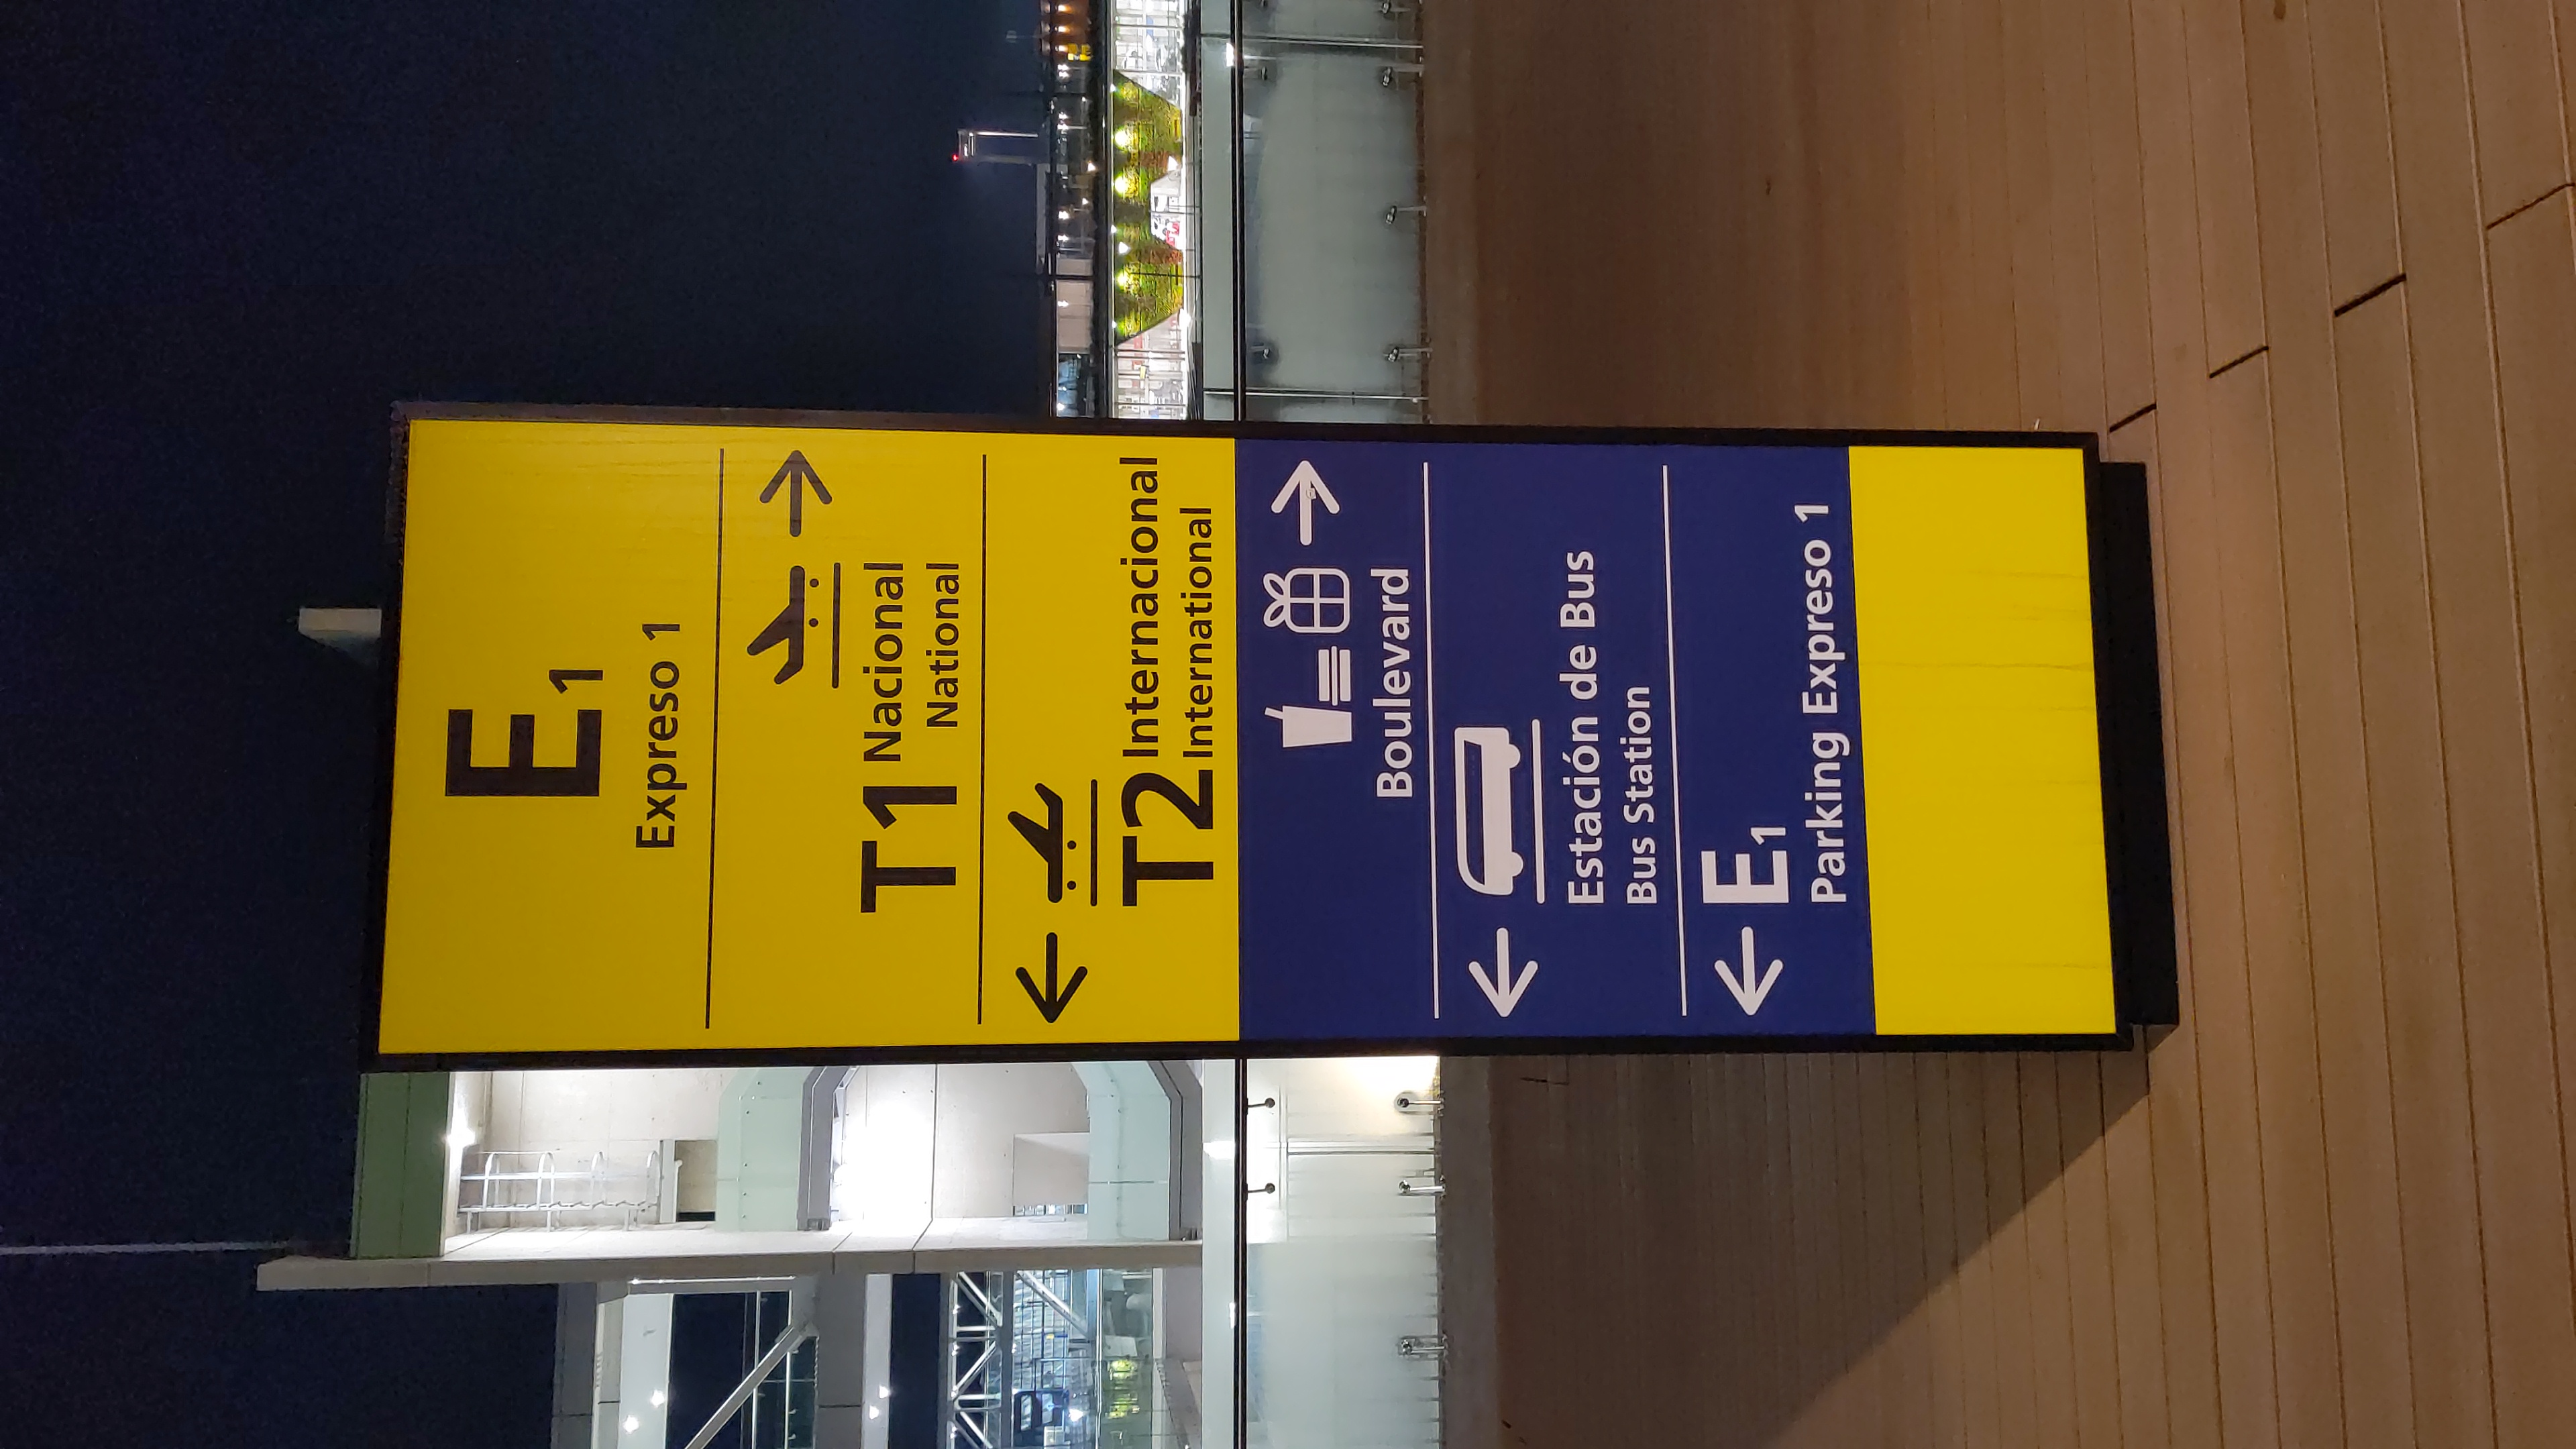 E1
Expreso 1
T1 Nacional
National
T2 Internacional
International
Boulevard
Estación de Bus
Bus Station
E1
Parking Expreso 1